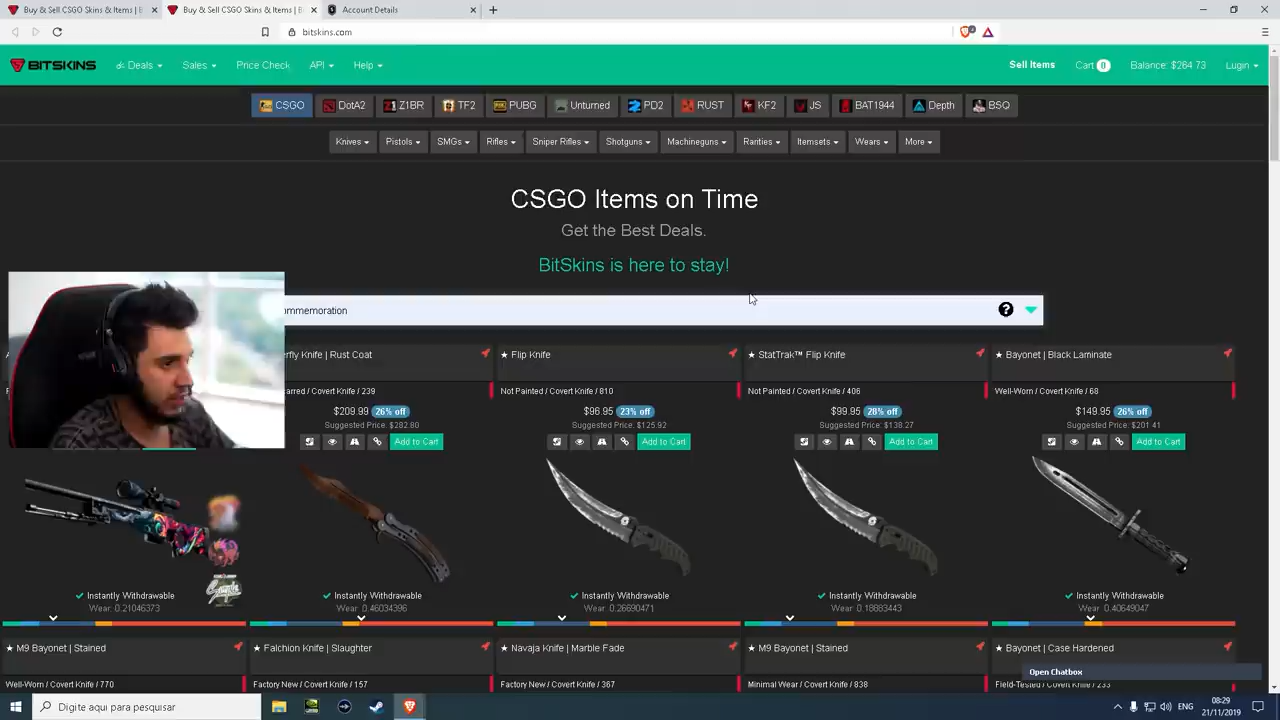 Buy & Sell CSGO Skins & Items | B
Buy & Sell CSGO Skins & Items | B
Account Details
bitskins.com
BITSKINS
Deals
Sales
Price Check
API
Help
Sell Items
Cart 0
Balance: $264.73
Login
CSGO
DotA2
Z1BR
TF2
PUBG
Unturned
PD2
RUST
KF2
JS
BAT1944
Depth
BSQ
Knives
Pistols
SMGs
Rifles
Sniper Rifles
Shotguns
Machineguns
Rarities
Itemsets
Wears
More
CSGO Items on Time
Get the Best Deals.
BitSkins is here to stay!
mmemoration
erfly Knife | Rust Coat
★ Flip Knife
★ StatTrak™ Flip Knife
★ Bayonet | Black Laminate
arred / Covert Knife / 239
Not Painted / Covert Knife / 810
Not Painted / Covert Knife / 406
Well-Worn / Covert Knife / 68
$209.99 26% off
$96.95 23% off
$99.95 28% off
$149.95 26% off
Suggested Price: $282.80
Suggested Price: $125.92
Suggested Price: $138.27
Suggested Price: $201.41
Add to Cart
Add to Cart
Add to Cart
Add to Cart
Instantly Withdrawable
Instantly Withdrawable
Instantly Withdrawable
Instantly Withdrawable
Instantly Withdrawable
Wear: 0.21046373
Wear: 0.46034396
Wear: 0.26690471
Wear: 0.18883443
Wear: 0.40649047
★ M9 Bayonet | Stained
★ Falchion Knife | Slaughter
★ Navaja Knife | Marble Fade
★ M9 Bayonet | Stained
★ Bayonet | Case Hardened
Well-Worn / Covert Knife / 770
Factory New / Covert Knife / 157
Factory New / Covert Knife / 367
Minimal Wear / Covert Knife / 838
Field-Tested / Covert Knife / 233
Open Chatbox
Digite aqui para pesquisar
ENG
08:29
21/11/2019